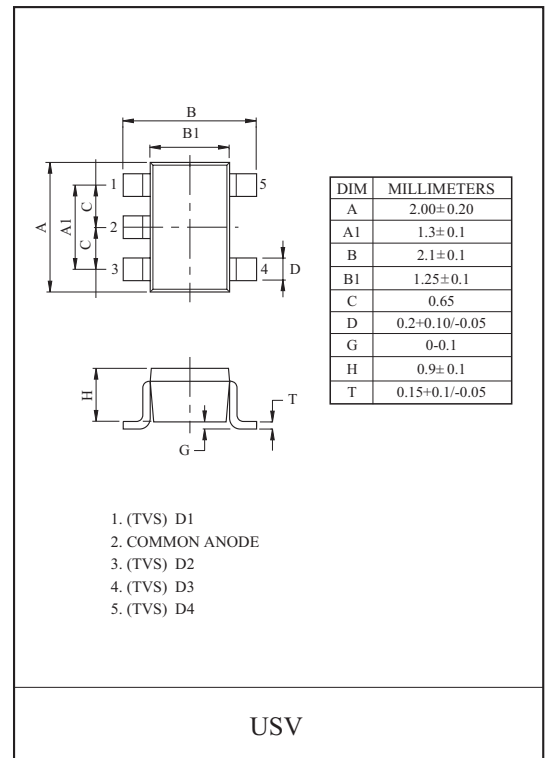 B
B1
1
5
A
A1
C
2
C
3
4
D
H
T
G
DIM MILLIMETERS
A 2.00±0.20
A1 1.3±0.1
B 2.1±0.1
B1 1.25±0.1
C 0.65
D 0.2+0.10/-0.05
G 0-0.1
H 0.9±0.1
T 0.15+0.1/-0.05
1. (TVS) D1
2. COMMON ANODE
3. (TVS) D2
4. (TVS) D3
5. (TVS) D4
USV